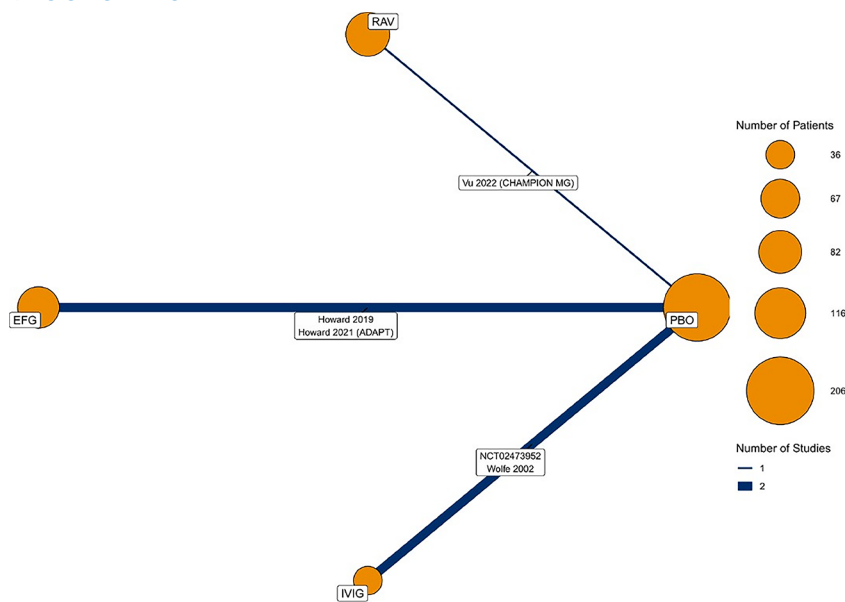 RAV
Vu 2022 (CHAMPION MG)
EFG
Howard 2019
Howard 2021 (ADAPT)
PBO
NCT02473952
Wolfe 2002
IVIG
Number of Patients
36
67
82
116
206
Number of Studies
1
2